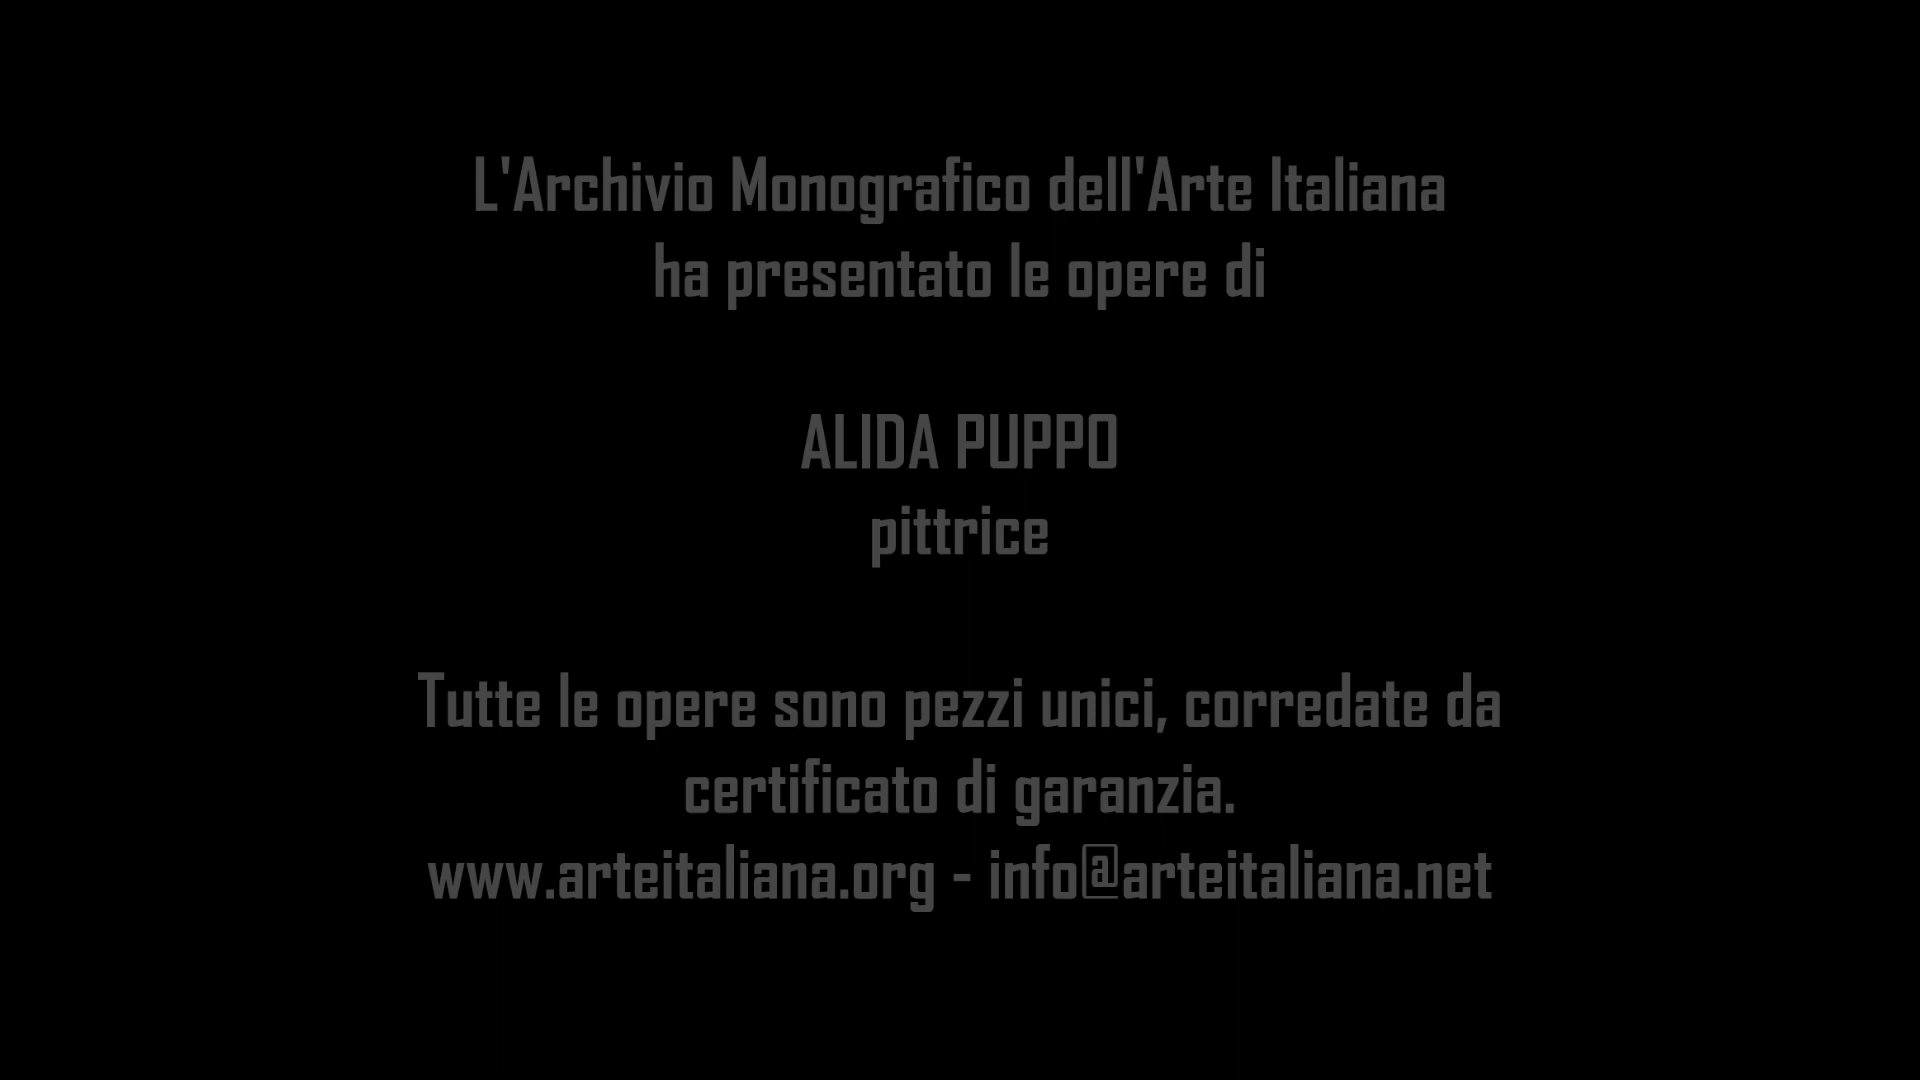 L'Archivio Monografico dell'Arte Italiana
ha presentato le opere di
ALIDA PUPPO
pittrice
Tutte le opere sono pezzi unici, corredate da
certificato di garanzia.
www.arteitaliana.org - info@arteitaliana.net